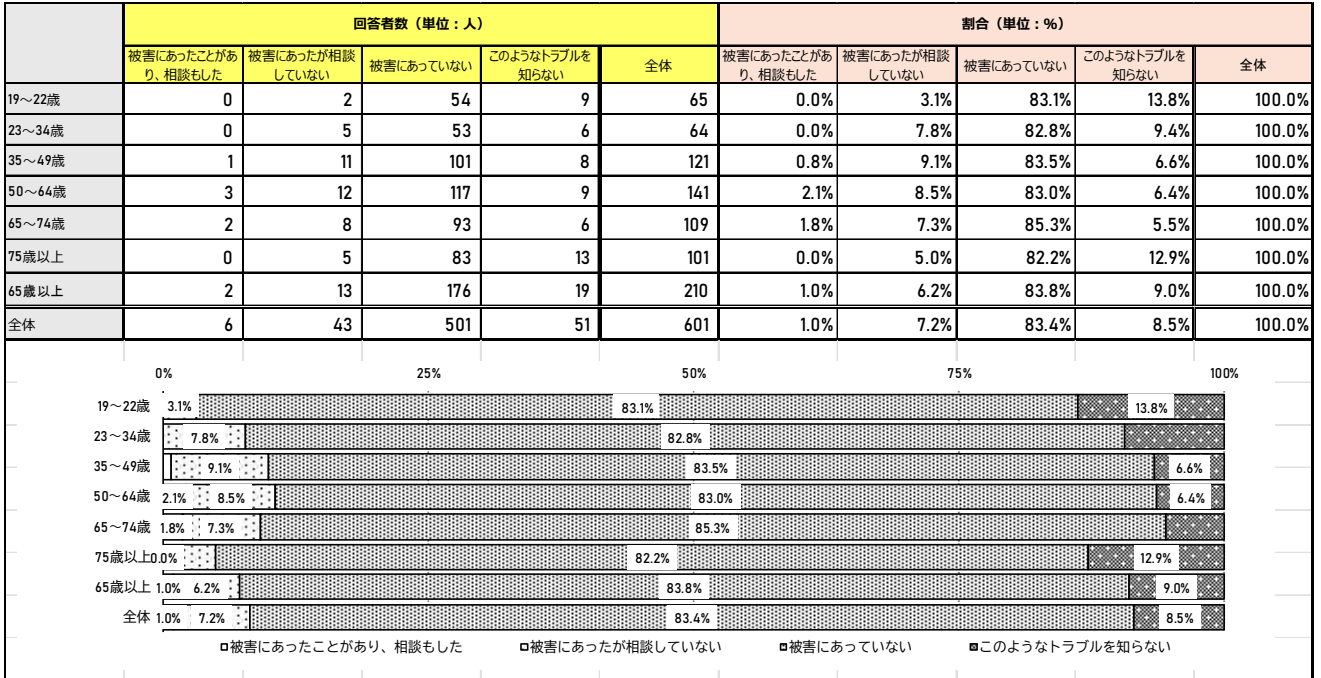 回答者数（単位：人） 割合（単位：％）
被害にあったことがあ 被害にあったが相談 被害にあっていない このようなトラブルを 全体 被害にあったことがあ 被害にあったが相談 被害にあっていない このようなトラブルを 全体
り、相談もした していない 知らない り、相談もした していない 知らない
19～22歳 0 2 54 9 65 0.0% 3.1% 83.1% 13.8% 100.0%
23～34歳 0 5 53 6 64 0.0% 7.8% 82.8% 9.4% 100.0%
35～49歳 1 11 101 8 121 0.8% 9.1% 83.5% 6.6% 100.0%
50～64歳 3 12 117 9 141 2.1% 8.5% 83.0% 6.4% 100.0%
65～74歳 2 8 93 6 109 1.8% 7.3% 85.3% 5.5% 100.0%
75歳以上 0 5 83 13 101 0.0% 5.0% 82.2% 12.9% 100.0%
65歳以上 2 13 176 19 210 1.0% 6.2% 83.8% 9.0% 100.0%
全体 6 43 501 51 601 1.0% 7.2% 83.4% 8.5% 100.0%
0% 25% 50% 75% 100%
19～22歳 3.1% 83.1% 13.8%
23～34歳 7.8% 82.8%
35～49歳 9.1% 83.5% 6.6%
50～64歳 2.1% 8.5% 83.0% 6.4%
65～74歳 1.8% 7.3% 85.3%
75歳以上 0.0% 82.2% 12.9%
65歳以上 1.0% 6.2% 83.8% 9.0%
全体 1.0% 7.2% 83.4% 8.5%
被害にあったことがあり、相談もした 被害にあったが相談していない 被害にあっていない このようなトラブルを知らない